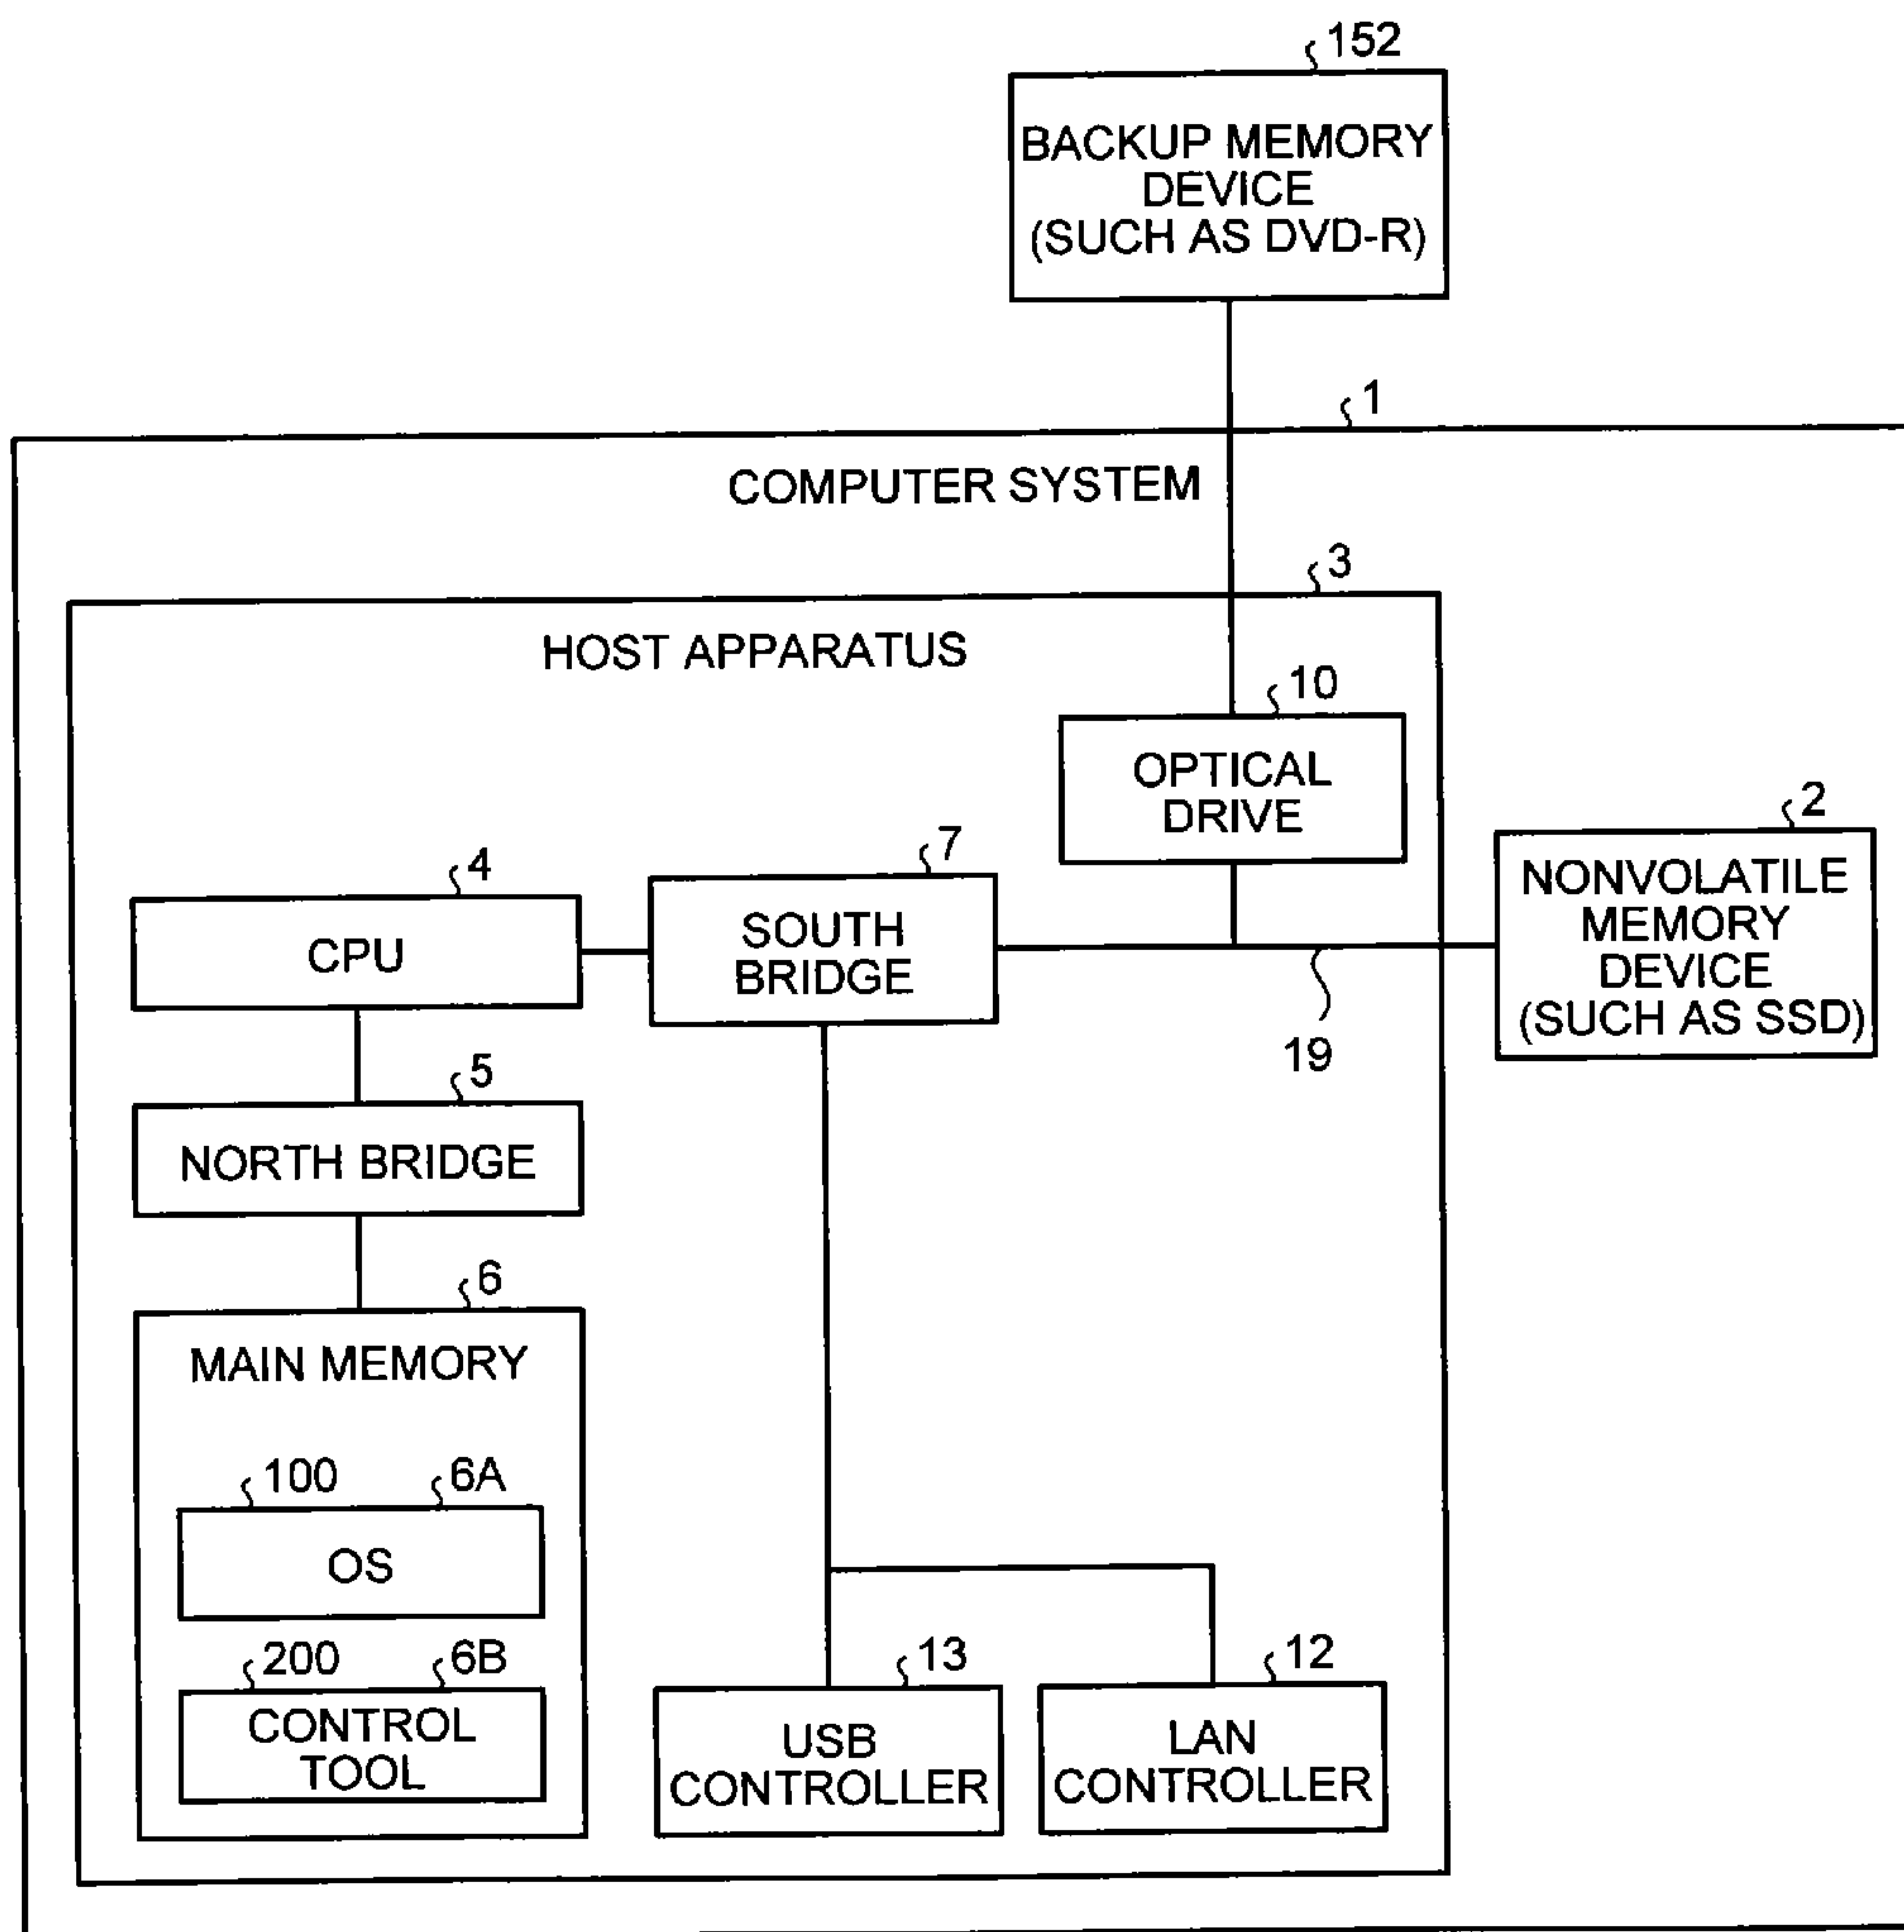 152
BACKUP MEMORY
DEVICE
(SUCH AS DVD-R)
1
COMPUTER SYSTEM
3
HOST APPARATUS
10
OPTICAL
DRIVE
2
NONVOLATILE
MEMORY
DEVICE
(SUCH AS SSD)
4
CPU
7
SOUTH
BRIDGE
19
5
NORTH BRIDGE
6
MAIN MEMORY
100
6A
OS
200
6B
CONTROL
TOOL
13
USB
CONTROLLER
12
LAN
CONTROLLER